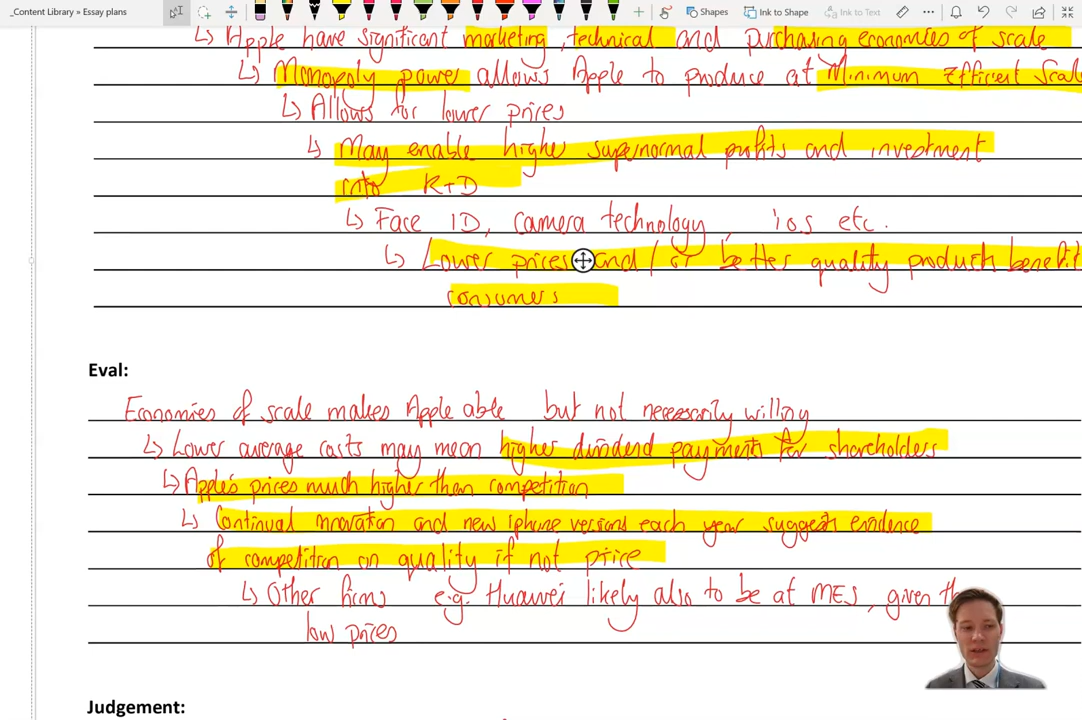 _Content Library » Essay plans
Shapes
Ink to Shape
Ink to Text
↳ Apple have significant marketing, technical and purchasing economies of scale
↳ Monopoly power allows Apple to produce at Minimum Efficient Scale
↳ Allows for lower prices
↳ May enable higher supernormal profits and investment
into R+D
↳ Face ID, camera technology, ios etc.
↳ Lower prices and / or better quality products benefit
consumers
Eval:
Economies of scale makes Apple able but not necessarily willing
↳ Lower average costs may mean higher dividend payments for shareholders
↳ Apple's prices much higher than competition
↳ Continual innovation and new iphone versions each year suggests evidence
of competition on quality if not price
↳ Other firms e.g. Huawei likely also to be at MES, given
low prices
Judgement: